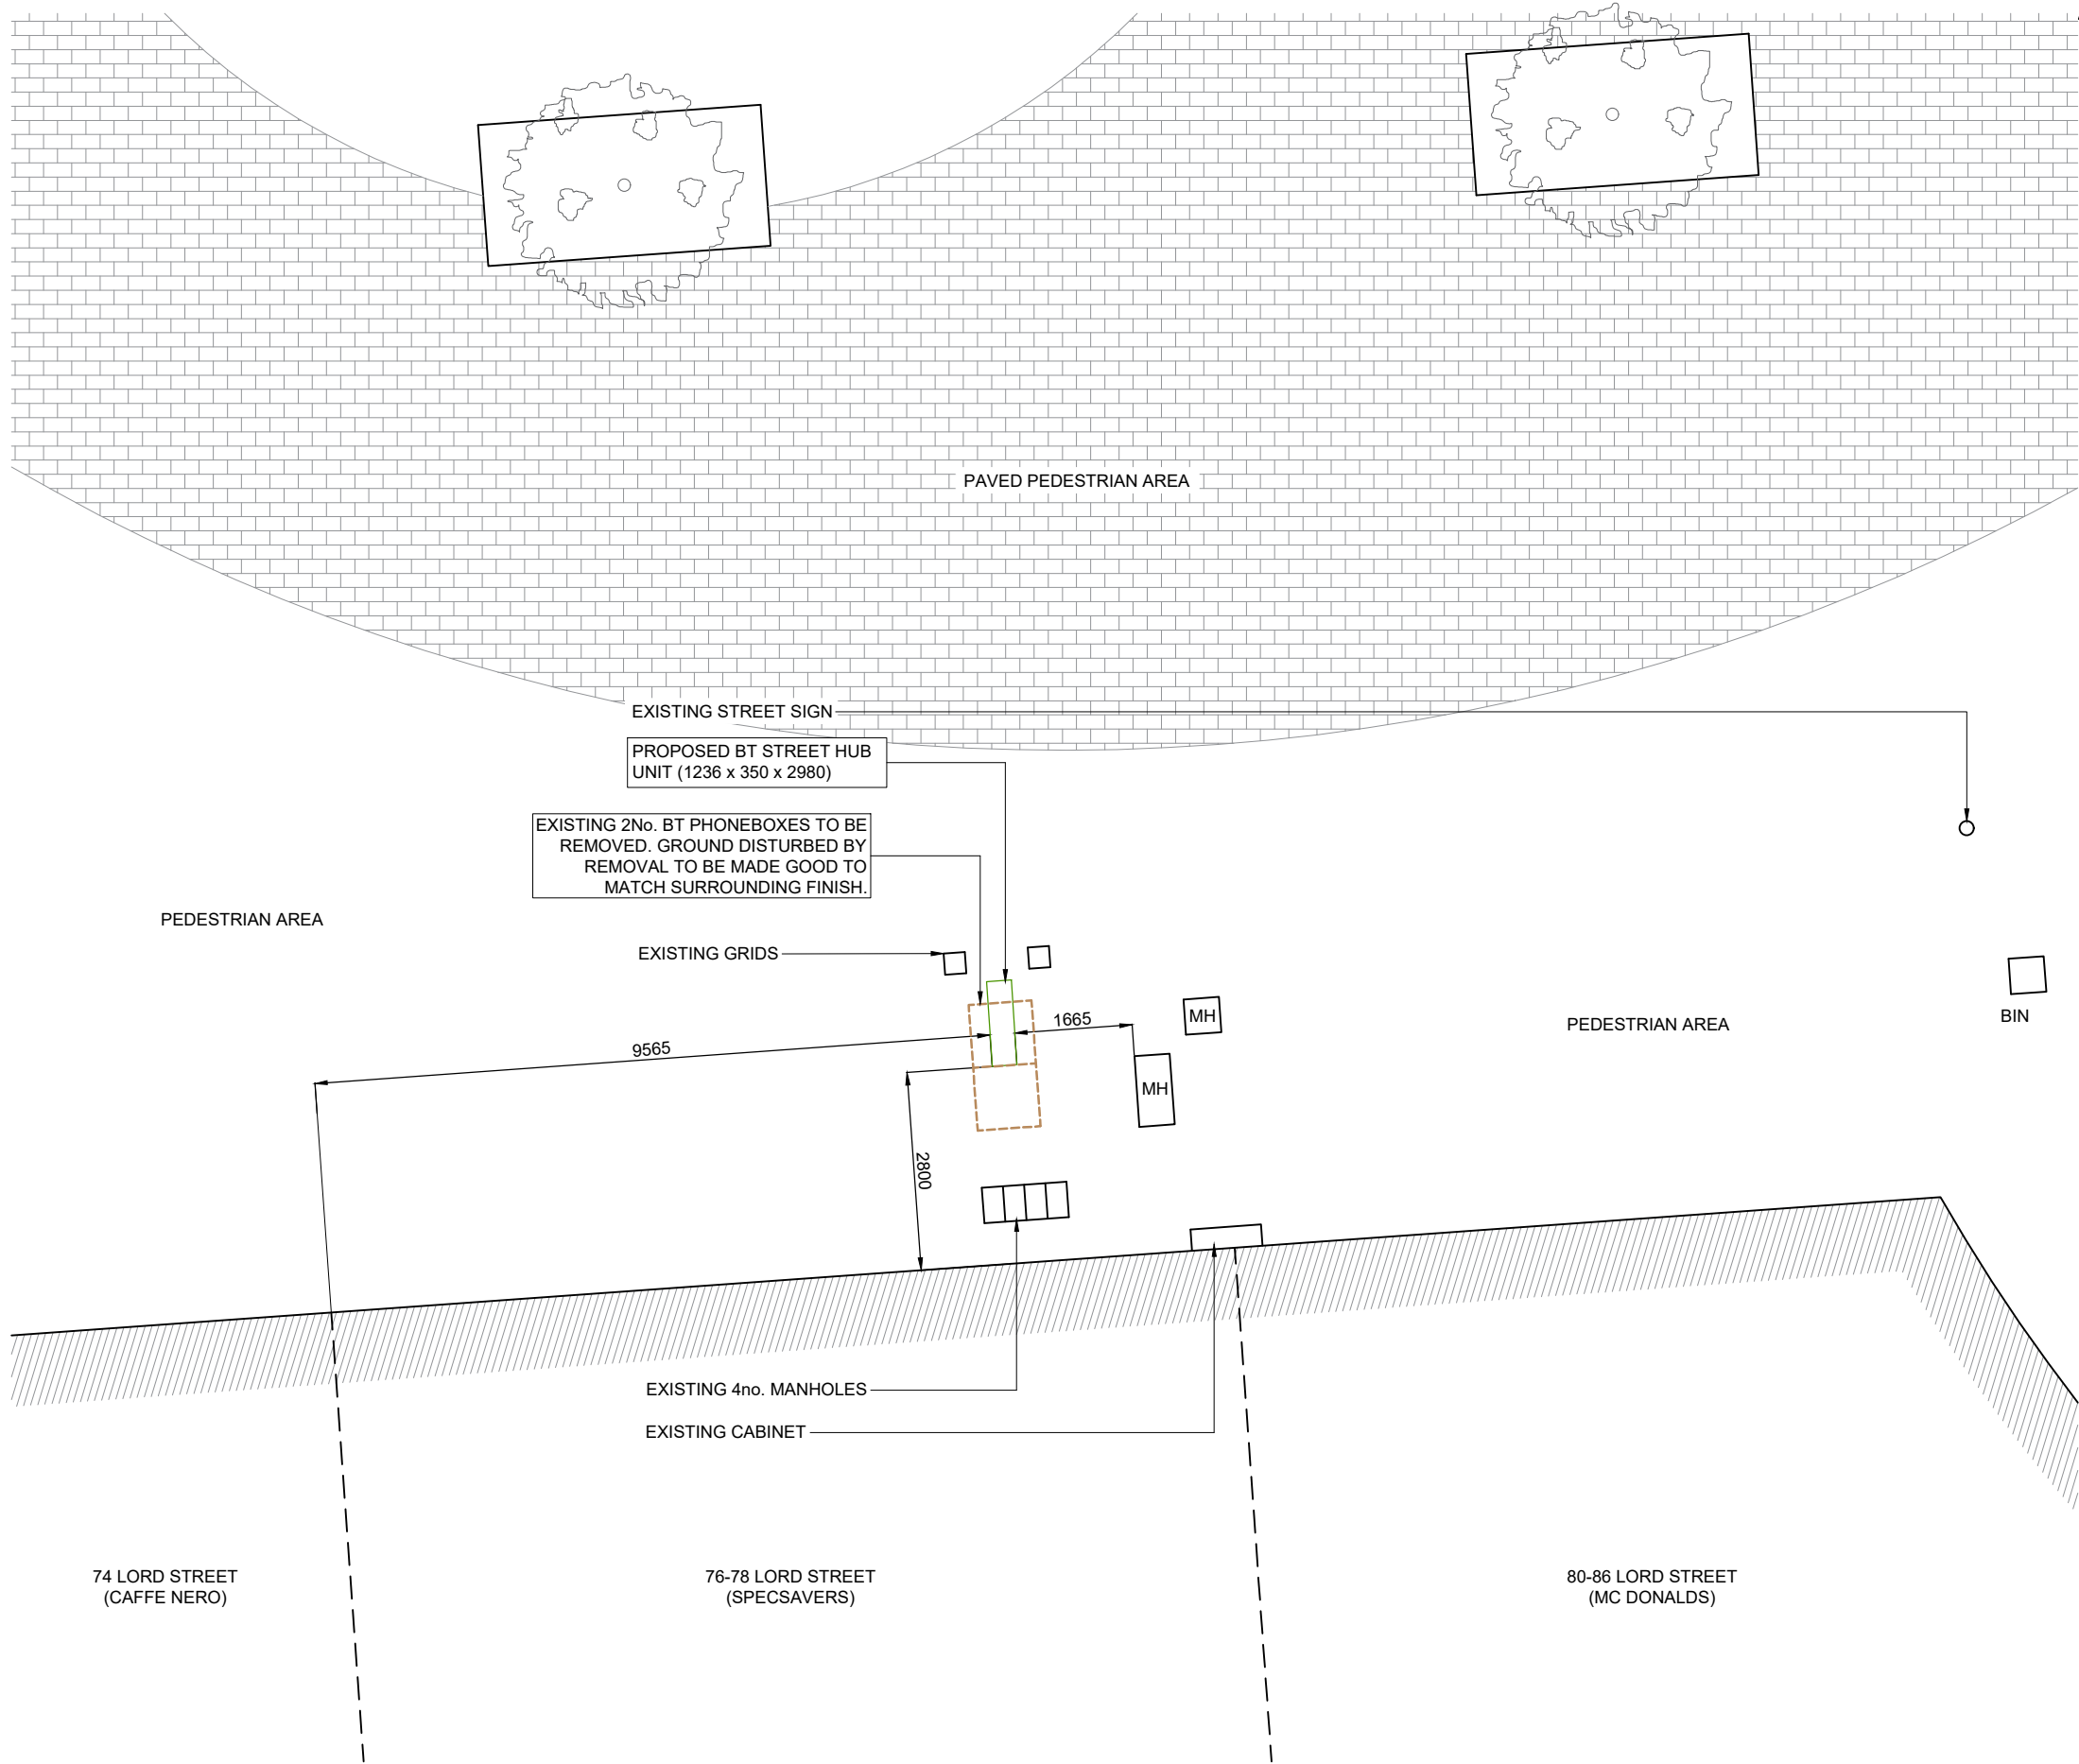 PAVED PEDESTRIAN AREA
EXISTING STREET SIGN
PROPOSED BT STREET HUB
UNIT (1236 x 350 x 2980)
EXISTING 2No. BT PHONEBOXES TO BE
REMOVED. GROUND DISTURBED BY
REMOVAL TO BE MADE GOOD TO
MATCH SURROUNDING FINISH.
PEDESTRIAN AREA
EXISTING GRIDS
MH
1665
PEDESTRIAN AREA
BIN
9565
MH
2800
EXISTING 4no. MANHOLES
EXISTING CABINET
74 LORD STREET
(CAFFE NERO)
76-78 LORD STREET
(SPECSAVERS)
80-86 LORD STREET
(MC DONALDS)